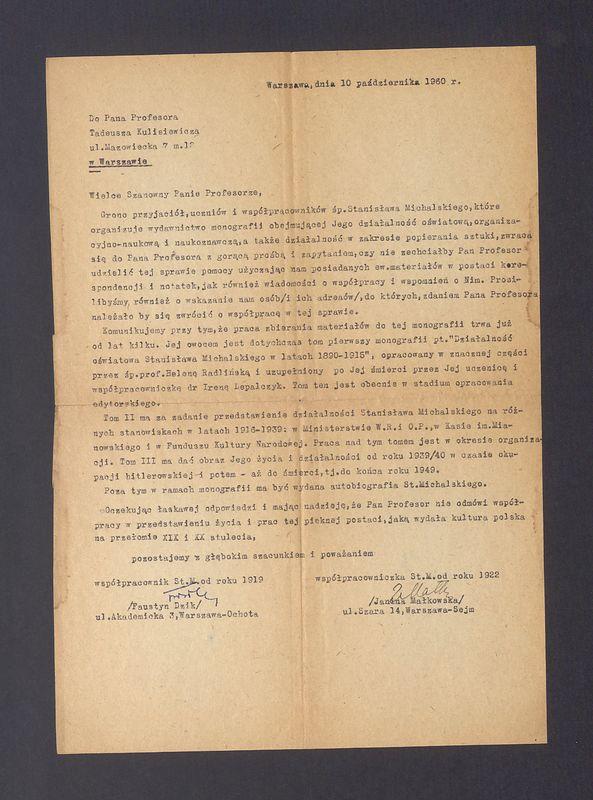 Warszawa,dnia 10 października 1960 r.
Do Pana Profesora
Tadeusza Kulisiewicza
ul.Mazowiecka 7 m.12
w Warszawie
Wielce Szanowny Panie Profesorze,
Grono przyjaciół,uczniów i współpracowników śp.Stanisława Michalskiego,które
organizuje wydawnictwo monografii obejmującej Jego działalność oświatową,organiza-
cyjno-naukową i naukoznawczą,a także działalność w zakresie popierania sztuki,zwraca
się do Pana Profesora z gorącą prośbą i zapytaniem,czy nie zechciałby Pan Profesor
udzielić tej sprawie pomocy użyczając nam posiadanych ew.materiałów w postaci kore-
spondencji i notatek,jak również wiadomości o współpracy i wspomnień o Nim. Prosi-
libyśmy również o wskazanie nam osób/i ich adresów/,do których,zdaniem Pana Profesora
należało by się zwrócić o współpracę w tej sprawie.
Komunikujemy przy tym,że praca zbierania materiałów do tej monografii trwa już
od lat kilku. Jej owocem jest dotychczas tom pierwszy monografii pt."Działalność
oświatowa Stanisława Michalskiego w latach 1890-1915", opracowany w znacznej części
przez śp.prof.Helenę Radlińską i uzupełniony po Jej śmierci przez Jej uczenicę i
współpracowniczkę dr Irenę Lepalczyk. Tom ten jest obecnie w stadium opracowania
edytorskiego.
Tom II ma za zadanie przedstawienie działalności Stanisława Michalskiego na róż-
nych stanowiskach w latach 1916-1939: w Ministerstwie W.R.i O.P.,w Kasie im.Mia-
nowskiego i w Funduszu Kultury Narodowej. Praca nad tym tomem jest w okresie organiza-
cji. Tom III ma dać obraz Jego życia i działalności od roku 1939/40 w czasie oku-
pacji hitlerowskiej i potem - aż do śmierci,tj.do końca roku 1949.
Poza tym w ramach monografii ma być wydana autobiografia St.Michalskiego.
Oczekując łaskawej odpowiedzi i mając nadzieję,że Pan Profesor nie odmówi współ-
pracy w przedstawieniu życia i prac tej pięknej postaci,jaką wydała kultura polska
na przełomie XIX i XX stulecia,
pozostajemy z głębokim szacunkiem i poważaniem
współpracownik St.M.od roku 1919 współpracowniczka St.M.od roku 1922
/Faustyn Dzik/ /Janina Małkowska/
ul.Akademicka 3,Warszawa-Ochota ul.Szara 14,Warszawa-Sejm